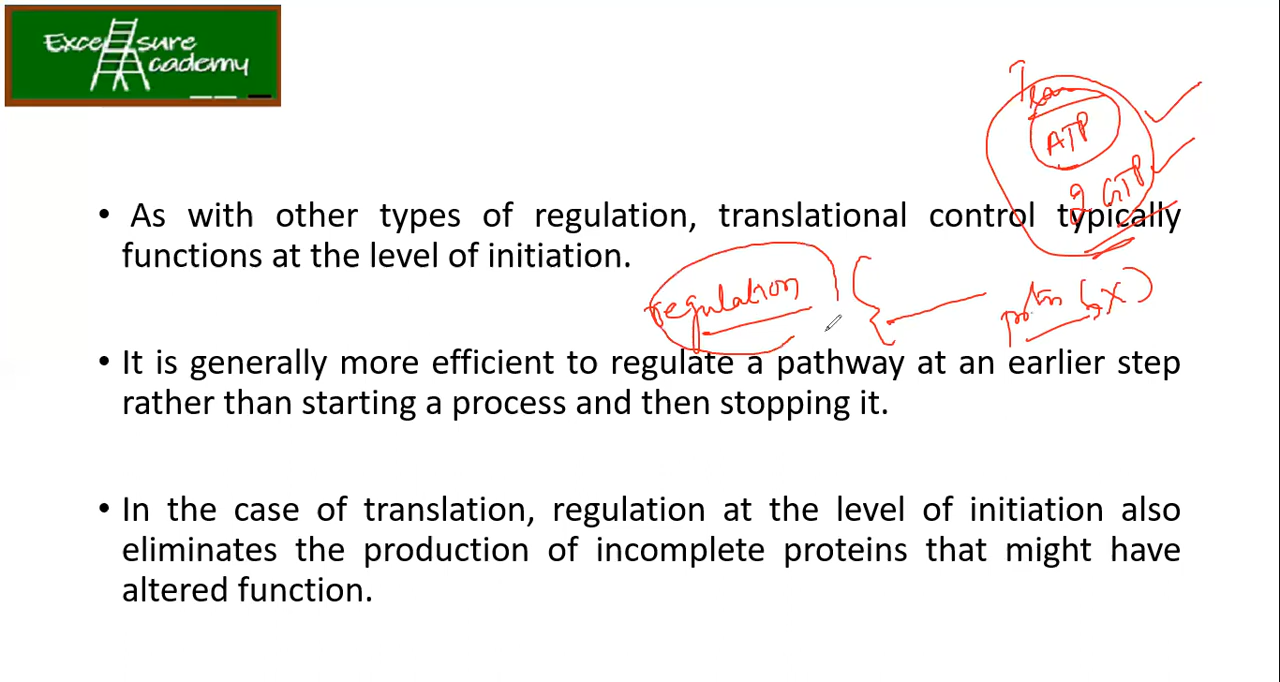 Exce sure
cademy
ATP
2 GTP
• As with other types of regulation, translational control typically
functions at the level of initiation.
regulation
• It is generally more efficient to regulate a pathway at an earlier step
rather than starting a process and then stopping it.
• In the case of translation, regulation at the level of initiation also
eliminates the production of incomplete proteins that might have
altered function.